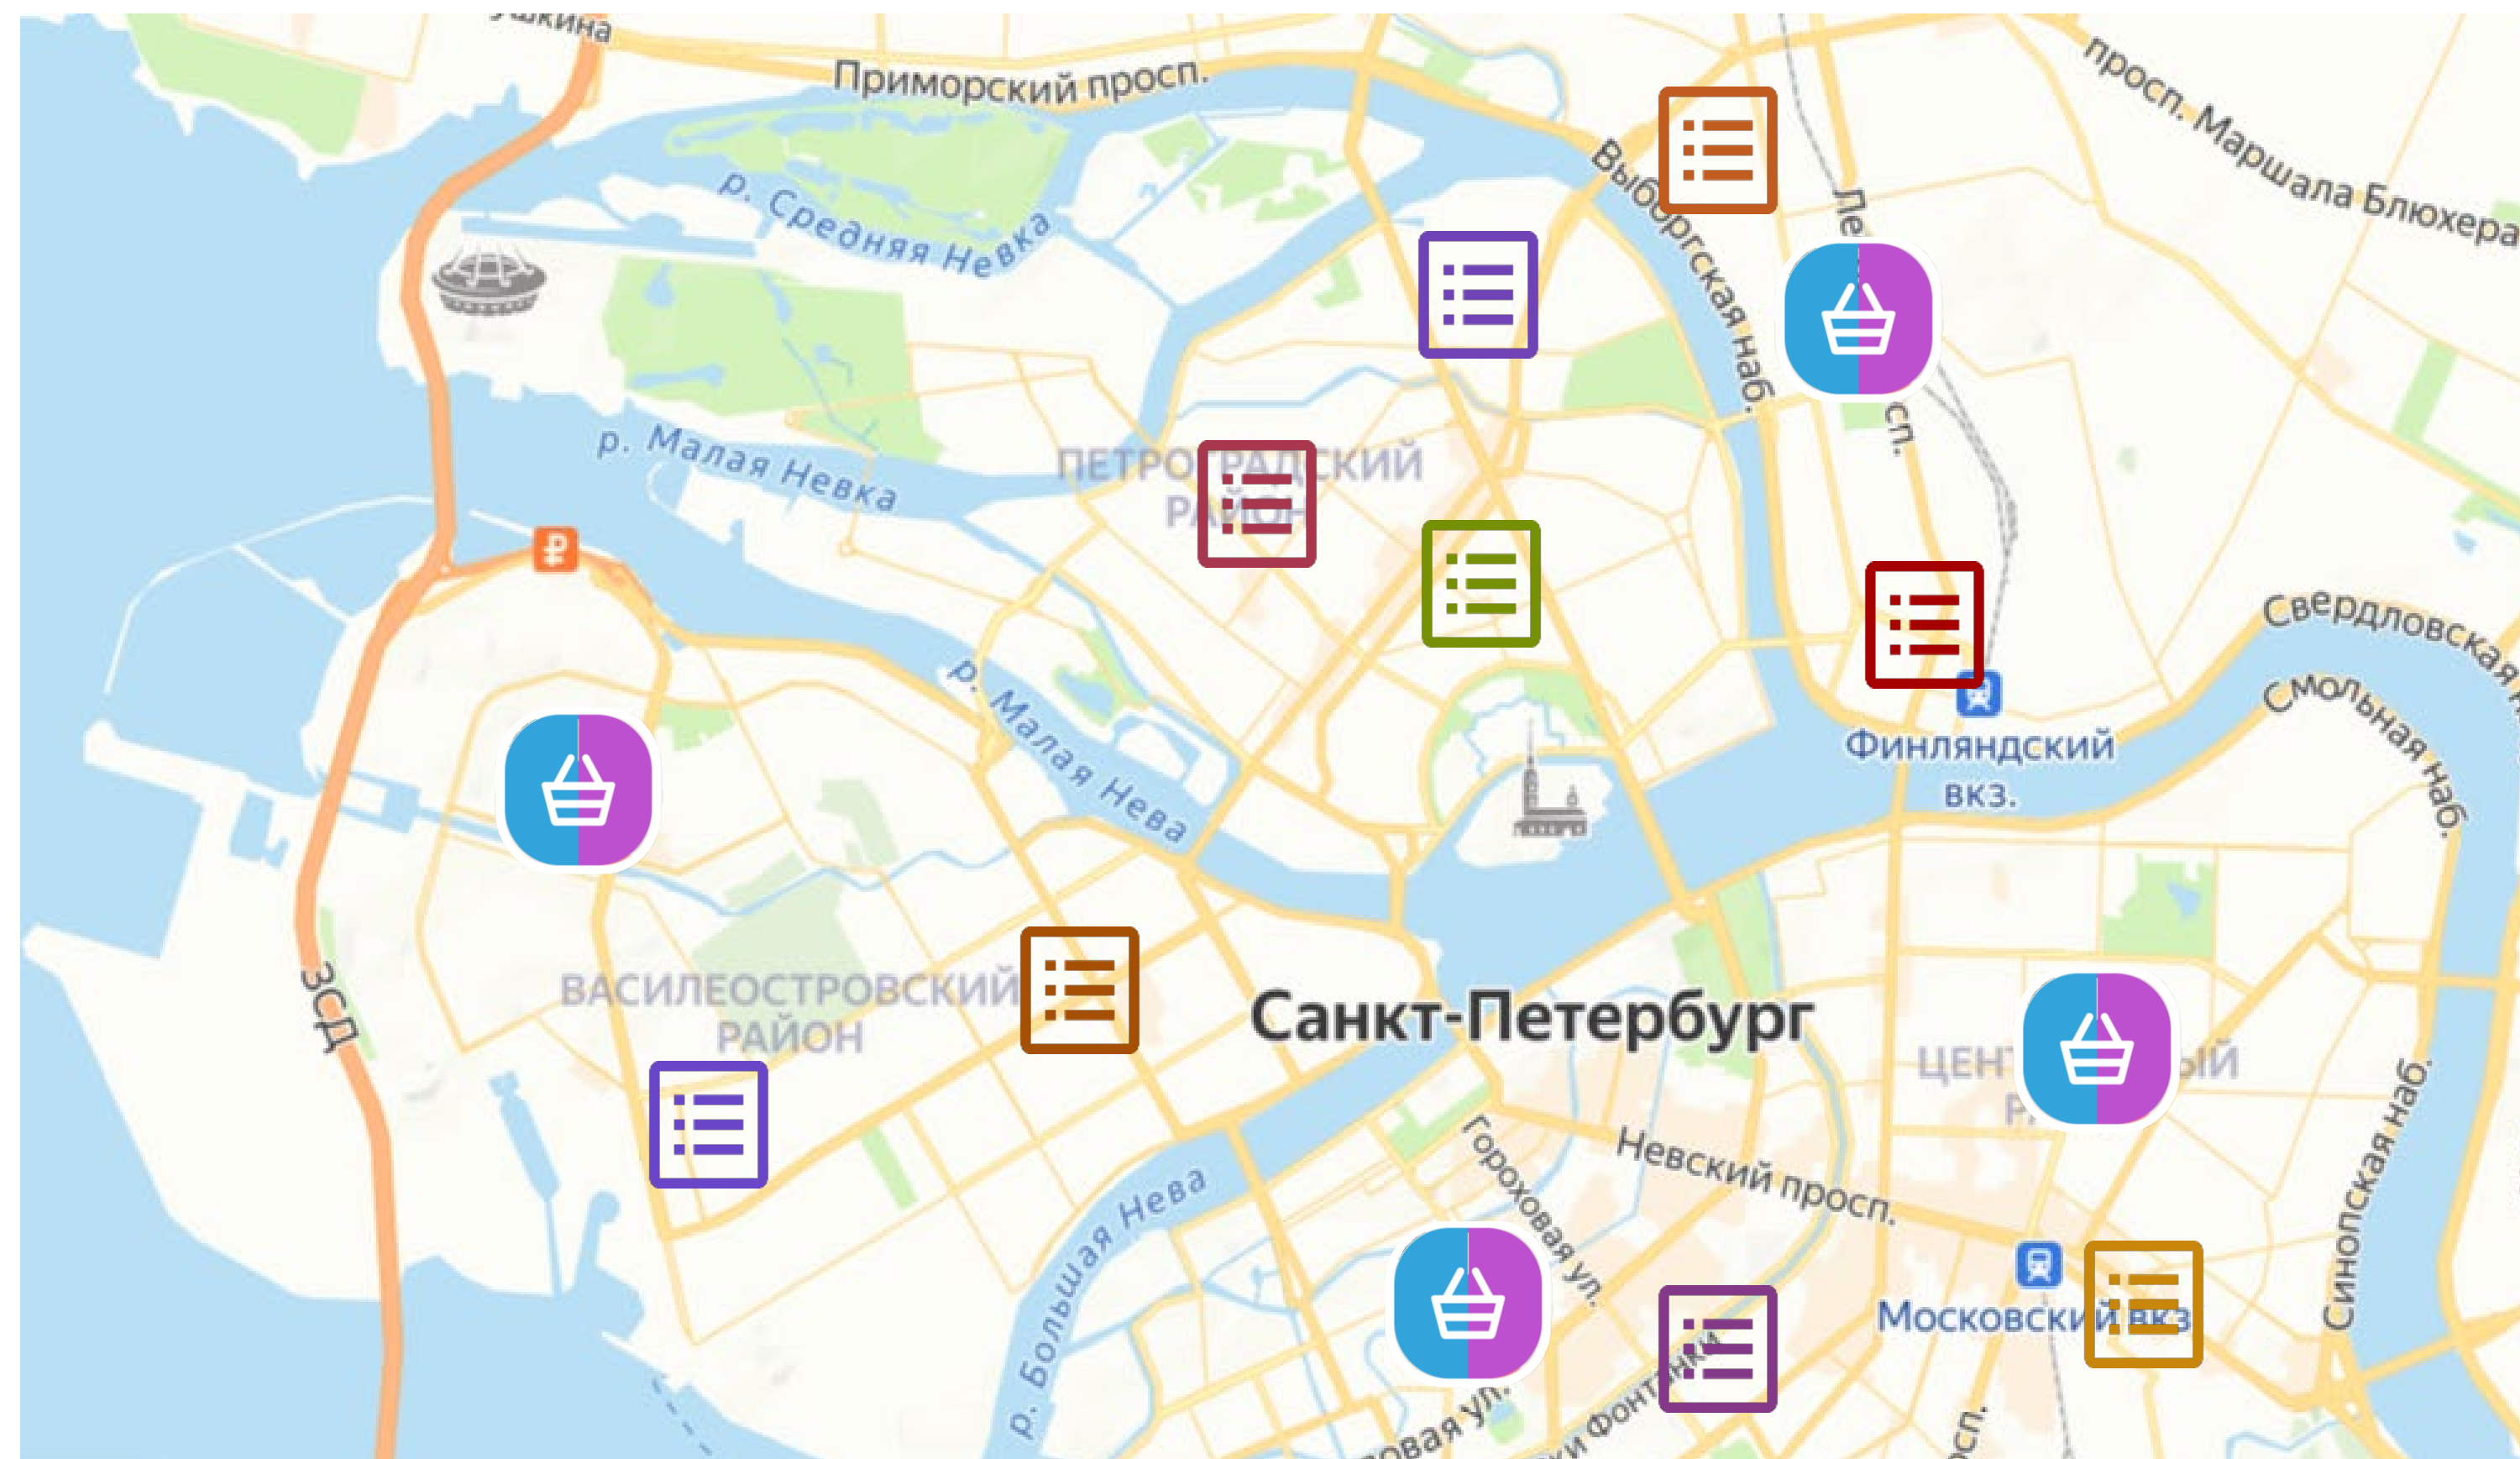 Приморский просп.
просп. Маршала Блюхера
р. Средняя Невка
Выборгская наб.
ПЕТРОГРАДСКИЙ
РАЙОН
р. Малая Невка
₽
Свердловская
Смольная наб.
р. Малая Нева
Финляндский
вкз.
ВАСИЛЕОСТРОВСКИЙ
РАЙОН
ЗСД
Санкт-Петербург
Невский просп.
Гороховая ул.
р. Большая Нева
Синопская наб.
Московский вкз